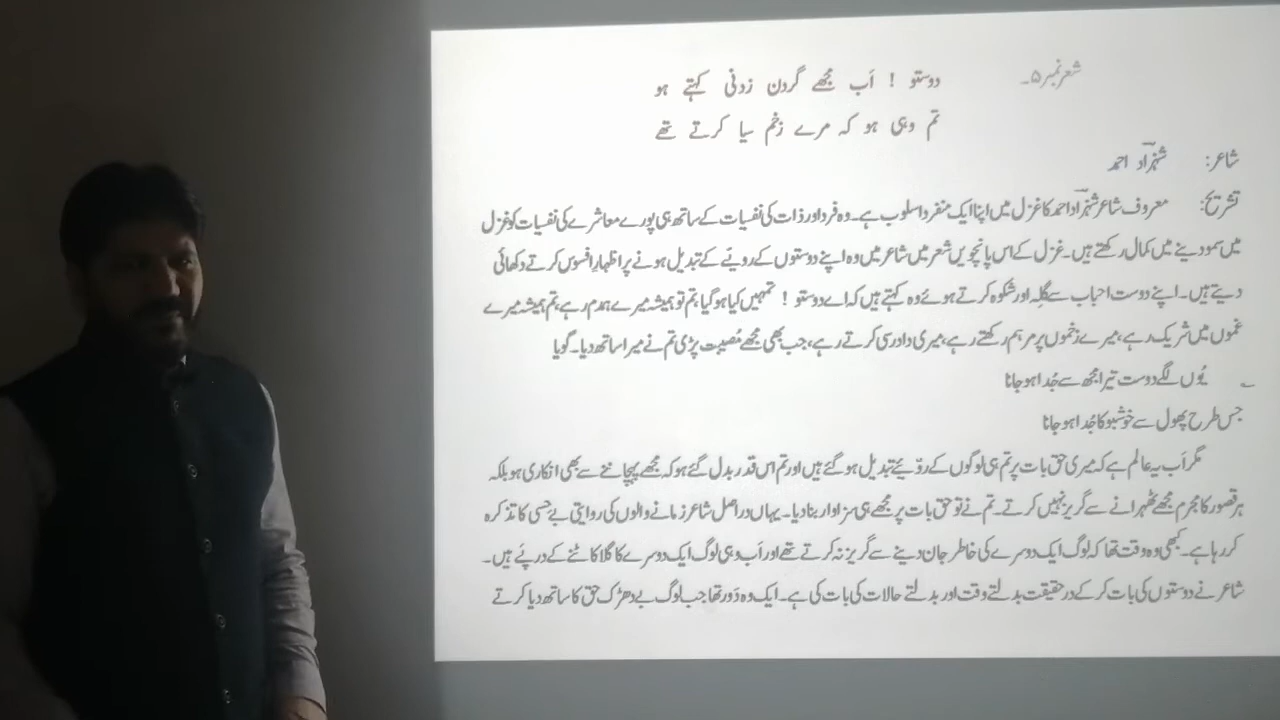 شعر نمبر ۵۔ دوستو ! اَب مجھے گردن زدنی کہتے ہو
تم وہی ہو کہ مرے زخم سیا کرتے تھے
شاعر: شہزاد احمد
تشریح: معروف شاعر شہزاد احمد کا غزل میں اپنا ایک منفرد اسلوب ہے۔ وہ فرد اور ذات کی نفسیات کے ساتھ ہی پورے معاشرے کی نفسیات کو غزل
میں سمو دینے میں کمال رکھتے ہیں۔ غزل کے اس پانچویں شعر میں شاعر میں وہ اپنے دوستوں کے رویّے کے تبدیل ہونے پر اظہارِ افسوس کرتے دکھائی
دیتے ہیں۔ اپنے دوست احباب سے گلہ اور شکوہ کرتے ہوئے وہ کہتے ہیں کہ اے دوستو ! تمہیں کیا ہو گیا، تم تو ہمیشہ میرے ہمدم رہے، تم ہمیشہ میرے
غموں میں شریک رہے، میرے زخموں پر مرہم رکھتے رہے، میری دادرسی کرتے رہے، جب بھی مجھے مُصیبت پڑی تم نے میرا ساتھ دیا۔ گویا
؎ یُوں لگے دوست تیرا مجھ سے جُدا ہو جانا
جس طرح پھول سے خوشبو کا جُدا ہو جانا
مگر اَب یہ عالم ہے کہ میری حق بات پر تم ہی لوگوں کے روّیے تبدیل ہو گئے ہیں اور تم اس قدر بدل گئے ہو کہ مجھے پہچاننے سے بھی انکاری ہو بلکہ
ہر قصور کا مجرم مجھے ٹھہرانے سے گریز نہیں کرتے۔ تم نے تو حق بات پر مجھے ہی سزاوار بنا دیا۔ یہاں دراصل شاعر زمانے والوں کی روایتی بے حسی کا تذکرہ
کر رہا ہے۔ کبھی وہ وقت تھا کہ لوگ ایک دوسرے کی خاطر جان دینے سے گریز نہ کرتے تھے اور اَب وہی لوگ ایک دوسرے کا گلا کاٹنے کے درپے ہیں۔
شاعر نے دوستوں کی بات کر کے درحقیقت بدلتے وقت اور بدلتے حالات کی بات کی ہے۔ ایک وہ دَور تھا جب لوگ بے دھڑک حق کا ساتھ دیا کرتے